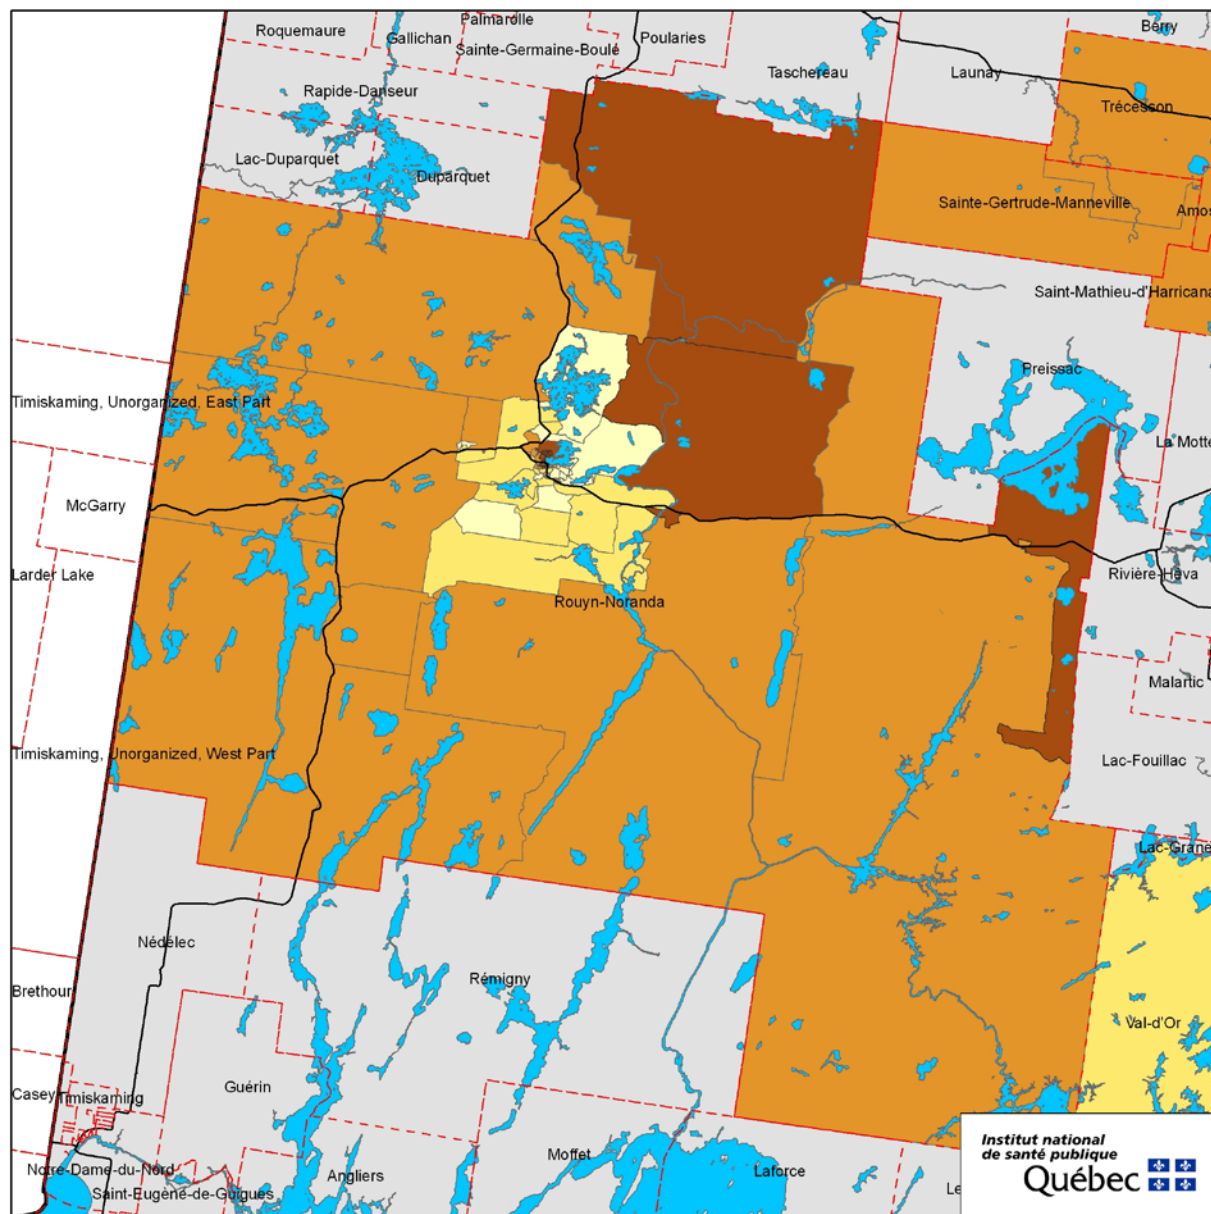 Palmarolle
Berry
Roquemaure
Gallichan
Poularies
Sainte-Germaine-Boulé
Taschereau
Launay
Rapide-Danseur
Trécesson
Lac-Duparquet
Duparquet
Sainte-Gertrude-Manneville
Amos
Saint-Mathieu-d'Harricana
Preissac
Timiskaming, Unorganized, East Part
La Motte
McGarry
Larder Lake
Rivière-Héva
Rouyn-Noranda
Malartic
Timiskaming, Unorganized, West Part
Lac-Fouillac
Lac-Grane
Nédélec
Rémigny
Brethour
Val-d'Or
Guérin
Casey
Timiskaming
Institut national
de santé publique
Québec
Moffet
Notre-Dame-du-Nord
Angliers
Laforce
Saint-Eugène-de-Guigues
Le